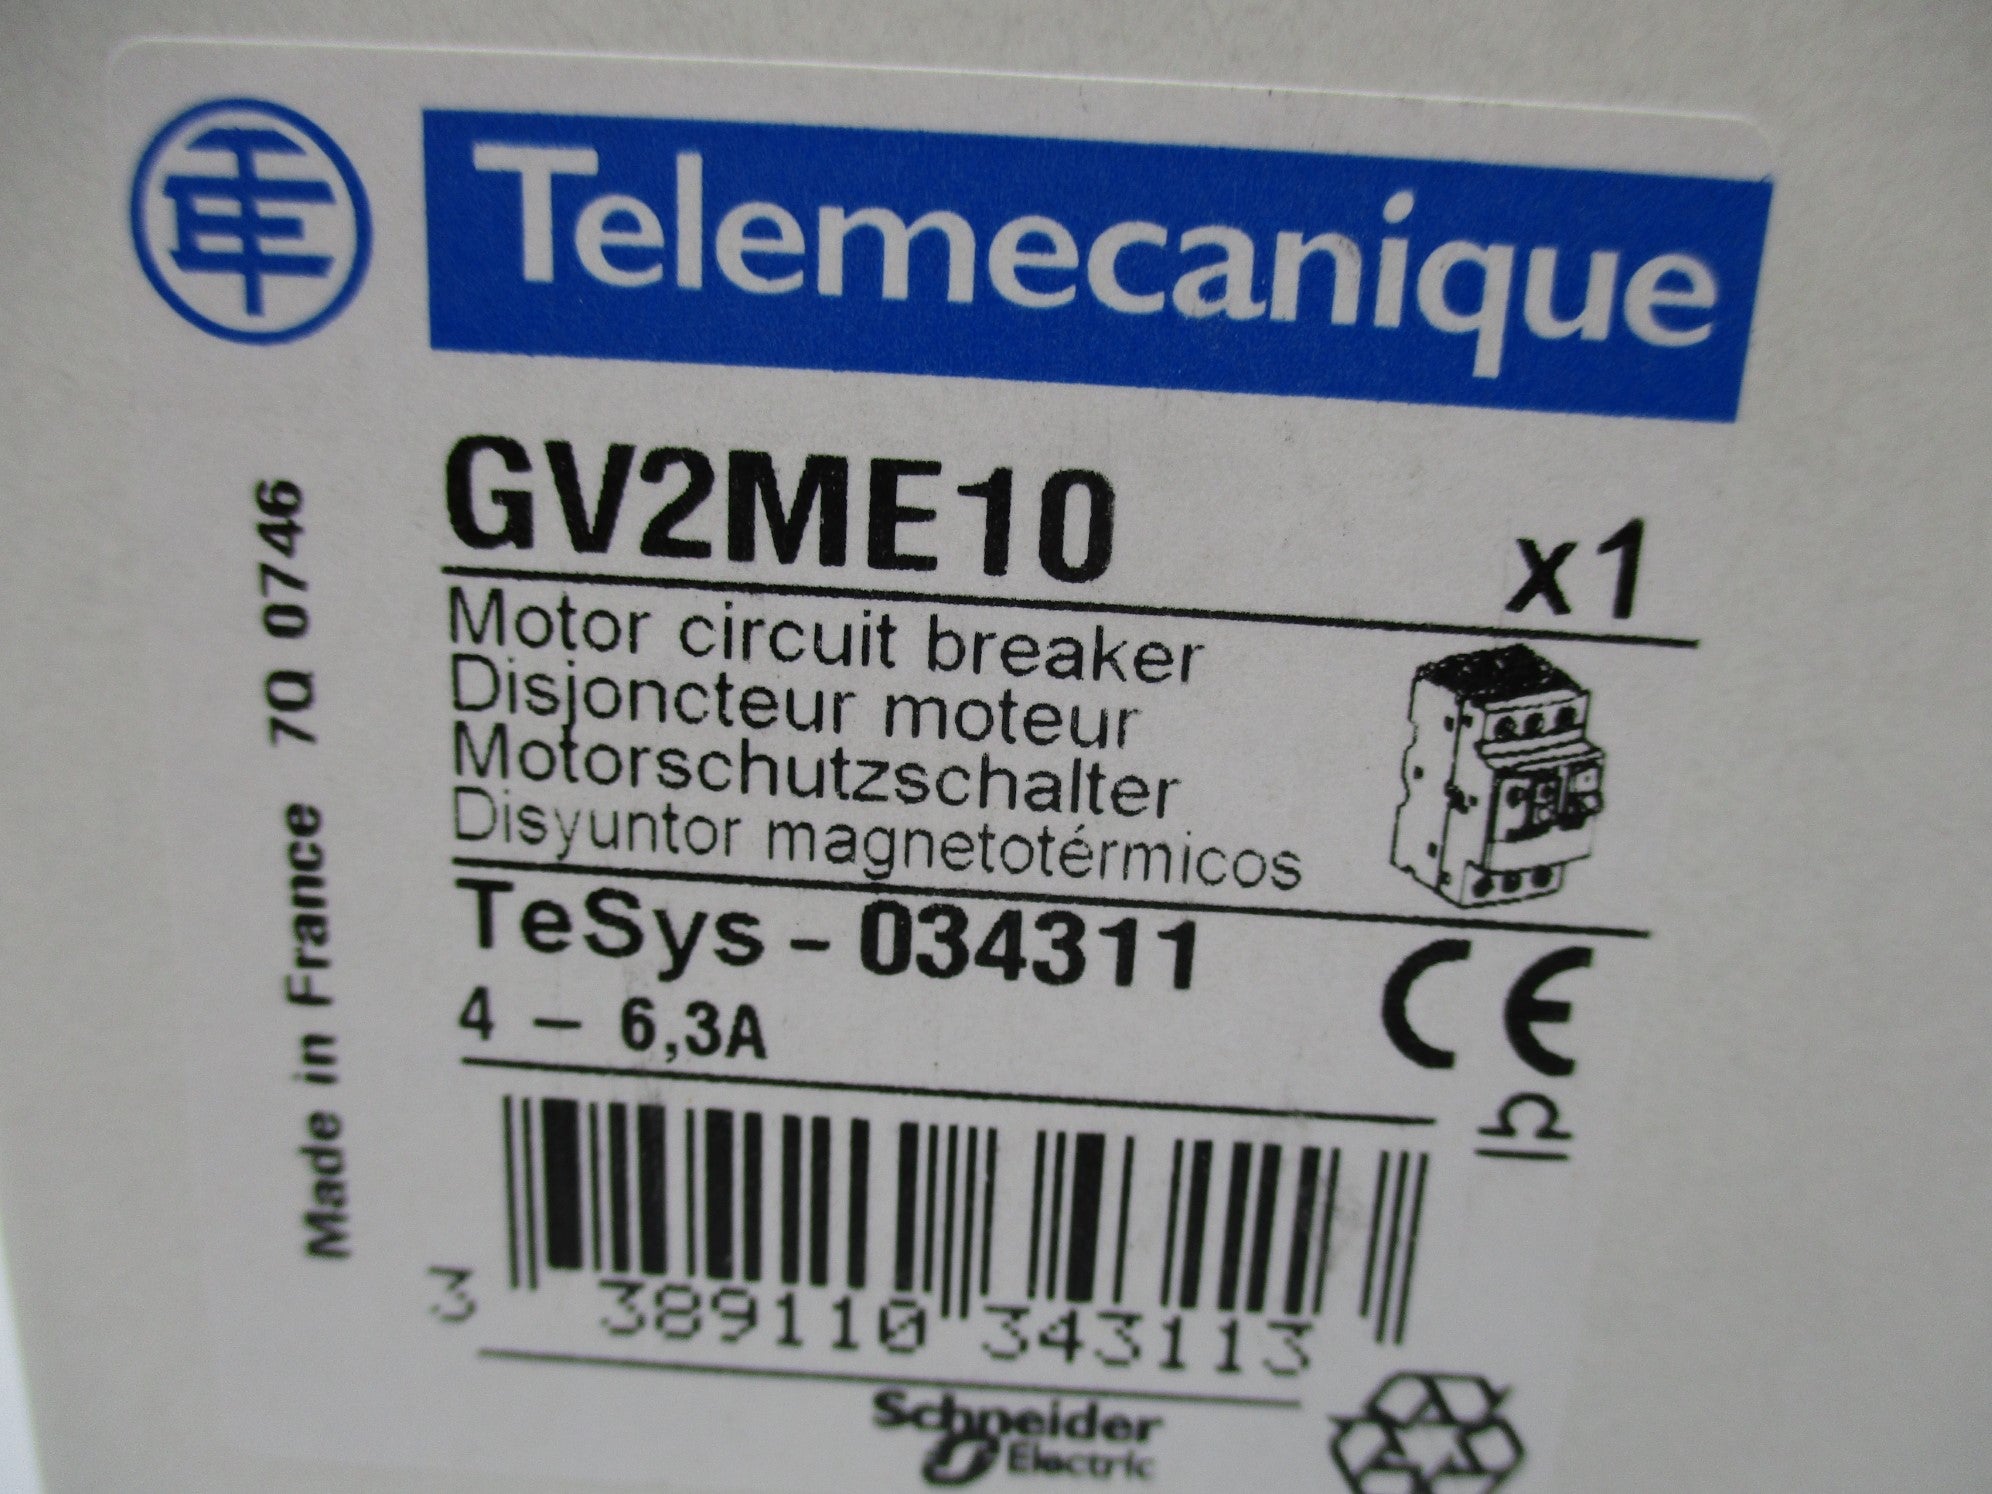 Telemecanique
GV2ME10 x1
Motor circuit breaker
Disjoncteur moteur
Motorschutzschalter
Disyuntor magnetotérmicos
TeSys - 034311
4 - 6,3A
CE
3 389110 343113
Schneider
Electric
Made in France 7Q 0746